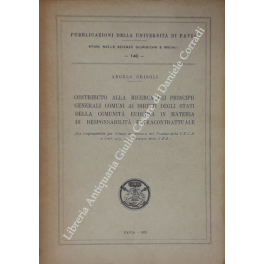 PUBBLICAZIONI DELLA UNIVERSITÀ DI PAVIA
STUDI NELLE SCIENZE GIURIDICHE E SOCIALI
— 146 —
ANGELO GRISOLI
CONTRIBUTO ALLA RICERCA DEI PRINCIPII
GENERALI COMUNI AI DIRITTI DEGLI STATI
DELLA COMUNITÀ EUROPEA IN MATERIA
DI RESPONSABILITÀ EXTRACONTRATTUALE
PAVIA
Libreria Antiquaria Giulio Cesare di Daniele Corradi